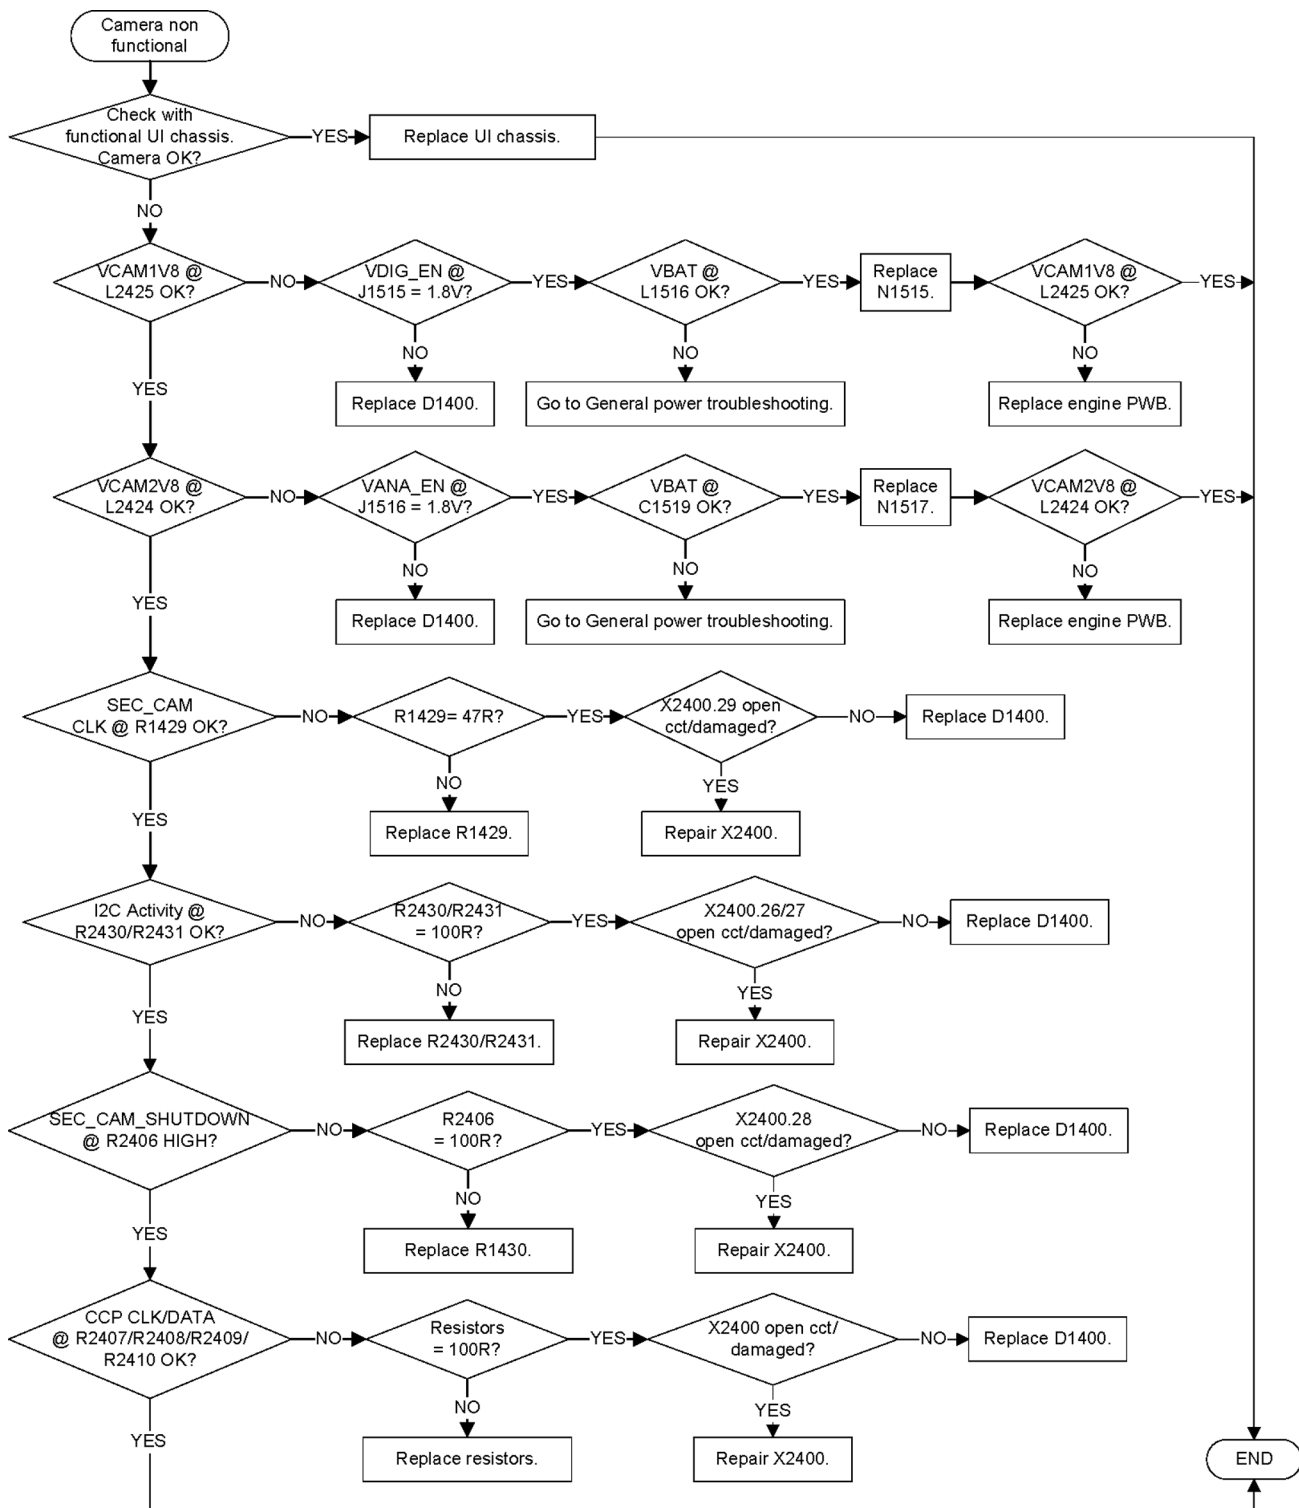 Camera non
functional
Check with
functional UI chassis.
Camera OK?
YES
Replace UI chassis.
NO
VCAM1V8 @
L2425 OK?
NO
VDIG_EN @
J1515 = 1.8V?
YES
VBAT @
L1516 OK?
YES
Replace
N1515.
VCAM1V8 @
L2425 OK?
YES
NO
NO
NO
YES
Replace D1400.
Go to General power troubleshooting.
Replace engine PWB.
VCAM2V8 @
L2424 OK?
NO
VANA_EN @
J1516 = 1.8V?
YES
VBAT @
C1519 OK?
YES
Replace
N1517.
VCAM2V8 @
L2424 OK?
YES
NO
NO
NO
YES
Replace D1400.
Go to General power troubleshooting.
Replace engine PWB.
SEC_CAM
CLK @ R1429 OK?
NO
R1429= 47R?
YES
X2400.29 open
cct/damaged?
NO
Replace D1400.
NO
YES
YES
Replace R1429.
Repair X2400.
I2C Activity @
R2430/R2431 OK?
NO
R2430/R2431
= 100R?
YES
X2400.26/27
open cct/damaged?
NO
Replace D1400.
NO
YES
YES
Replace R2430/R2431.
Repair X2400.
SEC_CAM_SHUTDOWN
@ R2406 HIGH?
NO
R2406
= 100R?
YES
X2400.28
open cct/damaged?
NO
Replace D1400.
NO
YES
YES
Replace R1430.
Repair X2400.
CCP CLK/DATA
@ R2407/R2408/R2409/
R2410 OK?
NO
Resistors
= 100R?
YES
X2400 open cct/
damaged?
NO
Replace D1400.
NO
YES
YES
Replace resistors.
Repair X2400.
END